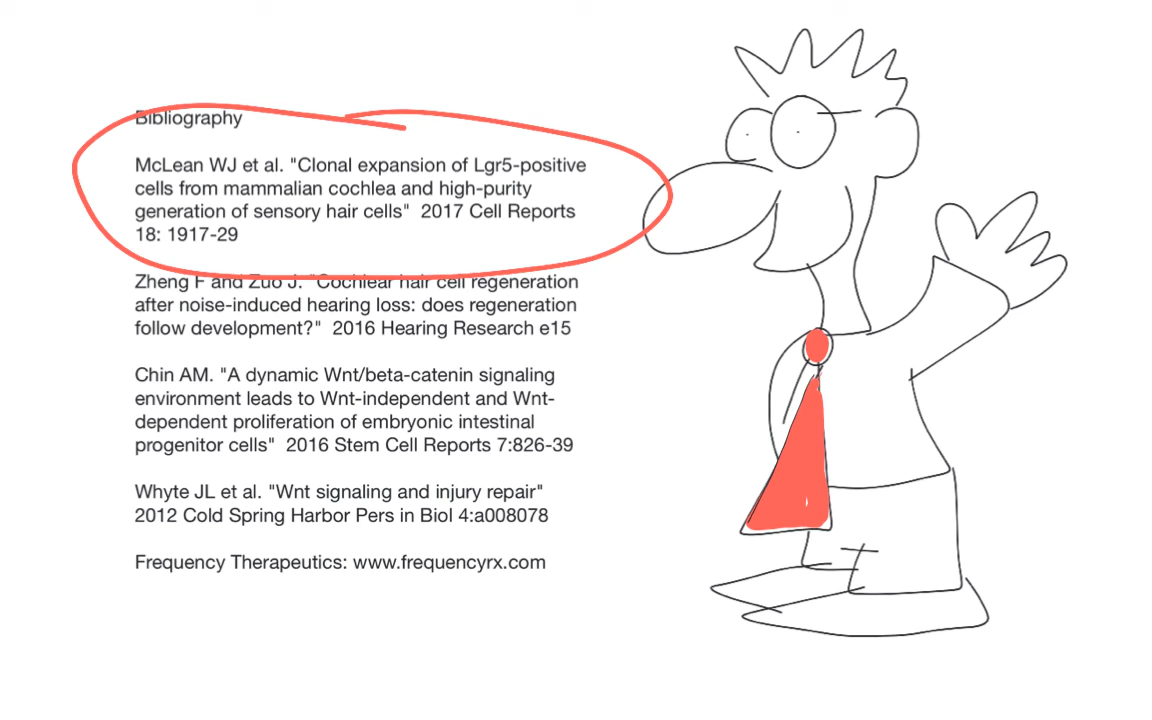 Bibliography
McLean WJ et al. "Clonal expansion of Lgr5-positive
cells from mammalian cochlea and high-purity
generation of sensory hair cells"  2017 Cell Reports
18: 1917-29
Zheng F and Zuo J. "Cochlear hair cell regeneration
after noise-induced hearing loss: does regeneration
follow development?"  2016 Hearing Research e15
Chin AM. "A dynamic Wnt/beta-catenin signaling
environment leads to Wnt-independent and Wnt-
dependent proliferation of embryonic intestinal
progenitor cells"  2016 Stem Cell Reports 7:826-39
Whyte JL et al. "Wnt signaling and injury repair"
2012 Cold Spring Harbor Pers in Biol 4:a008078
Frequency Therapeutics: www.frequencyrx.com